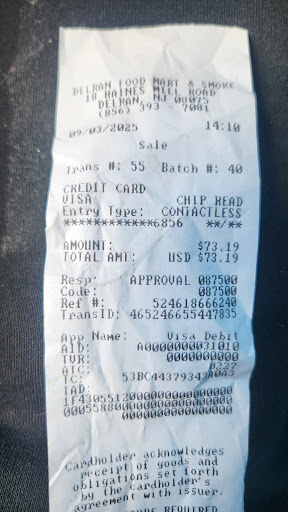 DELRAN FOOD MART & SMOKE
18 HAINES MILL ROAD
DELRAN, NJ 08075
(856) 393 7081
09/03/2025 14:10
Sale
Trans #: 55 Batch #: 40
CREDIT CARD
VISA CHIP READ
Entry Type: CONTACTLESS
************6856 **/**
AMOUNT: $73.19
TOTAL AMT: USD $73.19
Resp: APPROVAL 087500
Code: 087500
Ref #: 524618666240
TransID: 465246655447835
App Name: Visa Debit
AID: A0000000031010
TVR: 0000000000
ATC: 0227
TC: 53BC44379343A0A3
IAD:
Cardholder acknowledges
receipt of goods and
obligations set forth
by the cardholder's
agreement with issuer.
REQUIRED